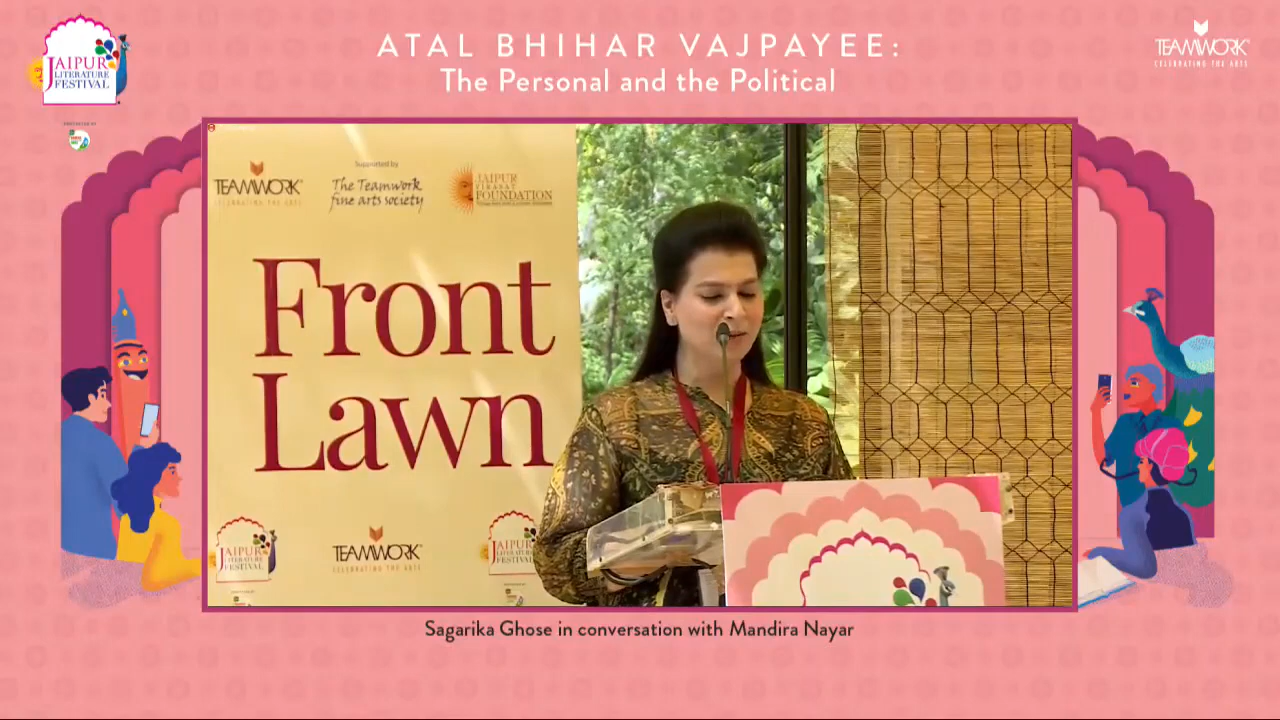 ATAL BHIHAR VAJPAYEE:
The Personal and the Political
JAIPUR
LITERATURE
FESTIVAL
TEAMWORK
CELEBRATING THE ARTS
PRESENTED BY
TEAMWORK
CELEBRATING THE ARTS
Supported by
The Teamwork
fine arts society
JAIPUR
VIRASAT
FOUNDATION
Front
Lawn
JAIPUR
LITERATURE
FESTIVAL
TEAMWORK
CELEBRATING THE ARTS
JAIPUR
LITERATURE
FESTIVAL
Sagarika Ghose in conversation with Mandira Nayar